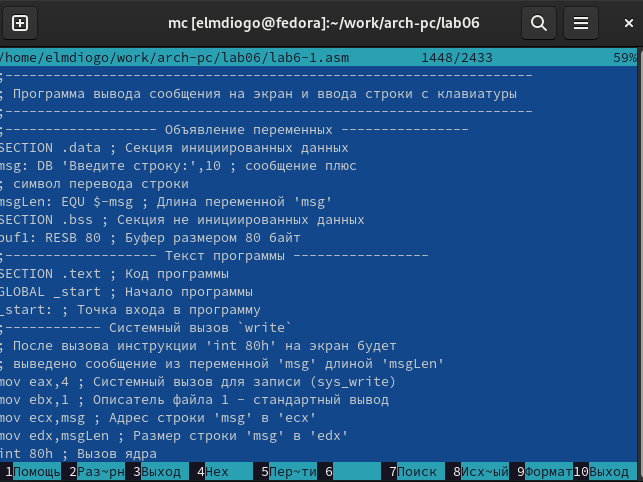 mc [elmdiogo@fedora]:~/work/arch-pc/lab06
/home/elmdiogo/work/arch-pc/lab06/lab6-1.asm 1448/2433 59%
;------------------------------------------------------------------
; Программа вывода сообщения на экран и ввода строки с клавиатуры
;------------------------------------------------------------------
;------------------- Объявление переменных ----------------
SECTION .data ; Секция инициированных данных
msg: DB 'Введите строку:',10 ; сообщение плюс
; символ перевода строки
msgLen: EQU $-msg ; Длина переменной 'msg'
SECTION .bss ; Секция не инициированных данных
buf1: RESB 80 ; Буфер размером 80 байт
;------------------- Текст программы -----------------
SECTION .text ; Код программы
GLOBAL _start ; Начало программы
_start: ; Точка входа в программу
;------------ Системный вызов `write`
; После вызова инструкции 'int 80h' на экран будет
; выведено сообщение из переменной 'msg' длиной 'msgLen'
mov eax,4 ; Системный вызов для записи (sys_write)
mov ebx,1 ; Описатель файла 1 - стандартный вывод
mov ecx,msg ; Адрес строки 'msg' в 'ecx'
mov edx,msgLen ; Размер строки 'msg' в 'edx'
int 80h ; Вызов ядра
1Помощь 2Раз~рн 3Выход 4Hex 5Пер~ти 6 7Поиск 8Исх~ый 9Формат 10Выход